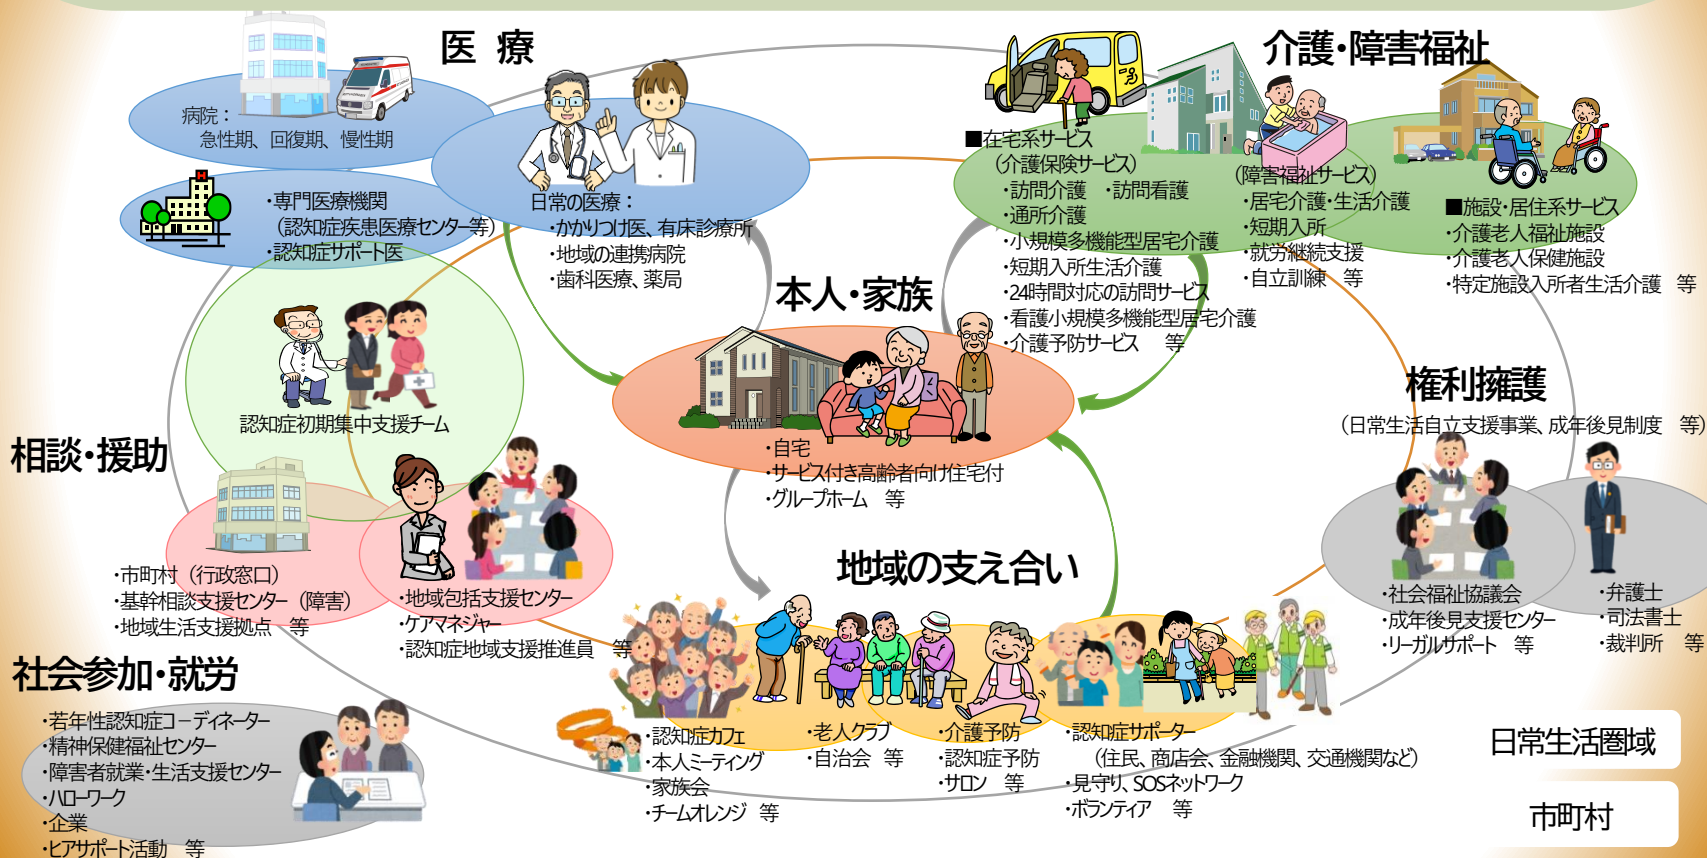 医 療
病院：
急性期、回復期、慢性期
・専門医療機関
（認知症疾患医療センター等）
・認知症サポート医
日常の医療：
・かかりつけ医、有床診療所
・地域の連携病院
・歯科医療、薬局
介護・障害福祉
■在宅系サービス
（介護保険サービス）
・訪問介護 ・訪問看護
・通所介護
・小規模多機能型居宅介護
・短期入所生活介護
・24時間対応の訪問サービス
・看護小規模多機能型居宅介護
・介護予防サービス 等
（障害福祉サービス）
・居宅介護・生活介護
・短期入所
・就労継続支援
・自立訓練 等
■施設・居住系サービス
・介護老人福祉施設
・介護老人保健施設
・特定施設入所者生活介護 等
本人・家族
・自宅
・サービス付き高齢者向け住宅付
・グループホーム 等
認知症初期集中支援チーム
相談・援助
・市町村（行政窓口）
・基幹相談支援センター（障害）
・地域生活支援拠点 等
・地域包括支援センター
・ケアマネジャー
・認知症地域支援推進員 等
権利擁護
（日常生活自立支援事業、成年後見制度 等）
・社会福祉協議会
・成年後見支援センター
・リーガルサポート 等
・弁護士
・司法書士
・裁判所 等
地域の支え合い
・認知症カフェ
・本人ミーティング
・家族会
・チームオレンジ 等
・老人クラブ
・自治会 等
・介護予防
・認知症予防
・サロン 等
・認知症サポーター
（住民、商店会、金融機関、交通機関など）
・見守り、SOSネットワーク
・ボランティア 等
社会参加・就労
・若年性認知症コーディネーター
・精神保健福祉センター
・障害者就業・生活支援センター
・ハローワーク
・企業
・ピアサポート活動 等
日常生活圏域
市町村